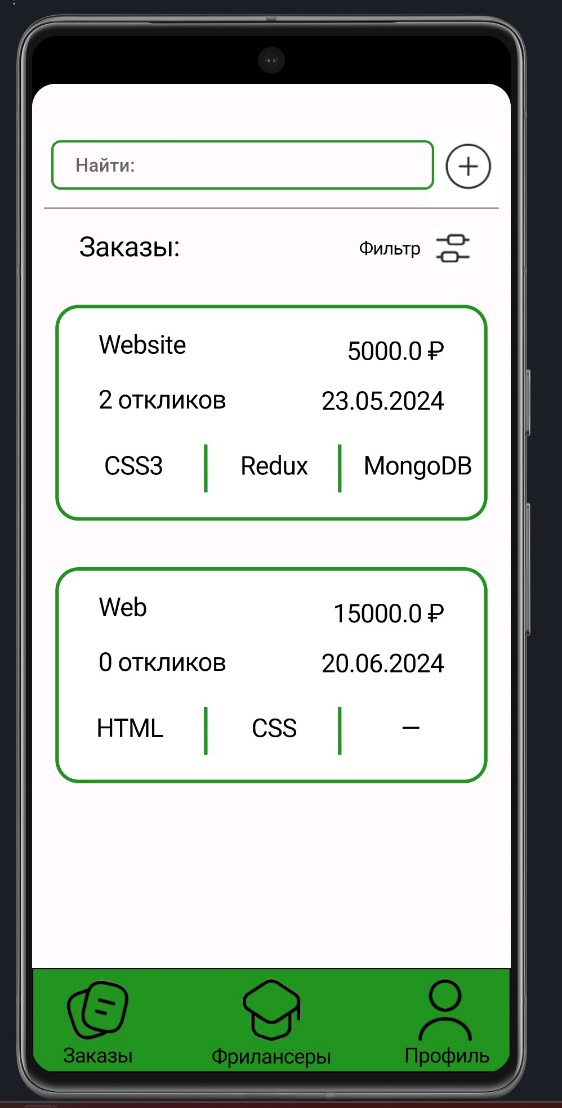 Найти:
Заказы: Фильтр
Website 5000.0 ₽
2 откликов 23.05.2024
CSS3 Redux MongoDB
Web 15000.0 ₽
0 откликов 20.06.2024
HTML CSS —
Заказы Фрилансеры Профиль